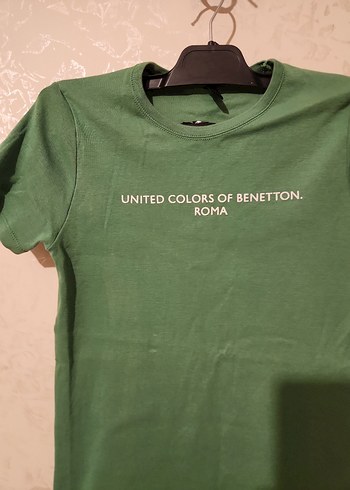 UNITED COLORS OF BENETTON.
ROMA